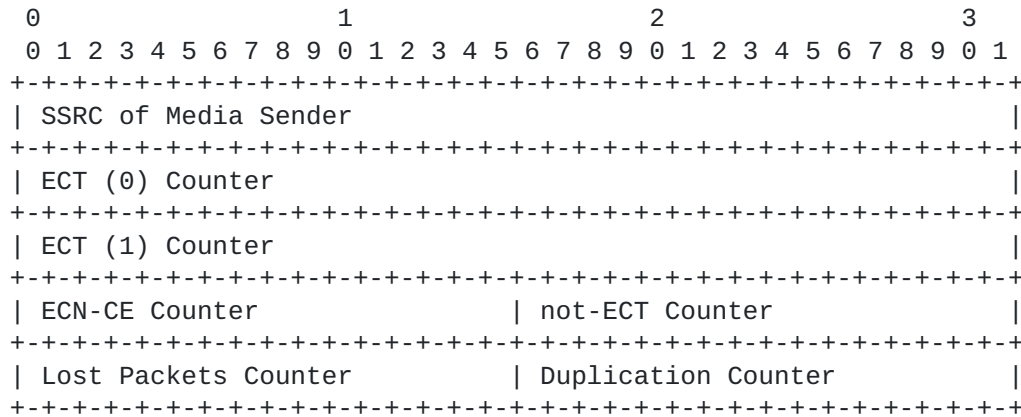 0                   1                   2                   3
 0 1 2 3 4 5 6 7 8 9 0 1 2 3 4 5 6 7 8 9 0 1 2 3 4 5 6 7 8 9 0 1
+-+-+-+-+-+-+-+-+-+-+-+-+-+-+-+-+-+-+-+-+-+-+-+-+-+-+-+-+-+-+-+-+
| SSRC of Media Sender                                          |
+-+-+-+-+-+-+-+-+-+-+-+-+-+-+-+-+-+-+-+-+-+-+-+-+-+-+-+-+-+-+-+-+
| ECT (0) Counter                                               |
+-+-+-+-+-+-+-+-+-+-+-+-+-+-+-+-+-+-+-+-+-+-+-+-+-+-+-+-+-+-+-+-+
| ECT (1) Counter                                               |
+-+-+-+-+-+-+-+-+-+-+-+-+-+-+-+-+-+-+-+-+-+-+-+-+-+-+-+-+-+-+-+-+
| ECN-CE Counter                | not-ECT Counter               |
+-+-+-+-+-+-+-+-+-+-+-+-+-+-+-+-+-+-+-+-+-+-+-+-+-+-+-+-+-+-+-+-+
| Lost Packets Counter          | Duplication Counter           |
+-+-+-+-+-+-+-+-+-+-+-+-+-+-+-+-+-+-+-+-+-+-+-+-+-+-+-+-+-+-+-+-+